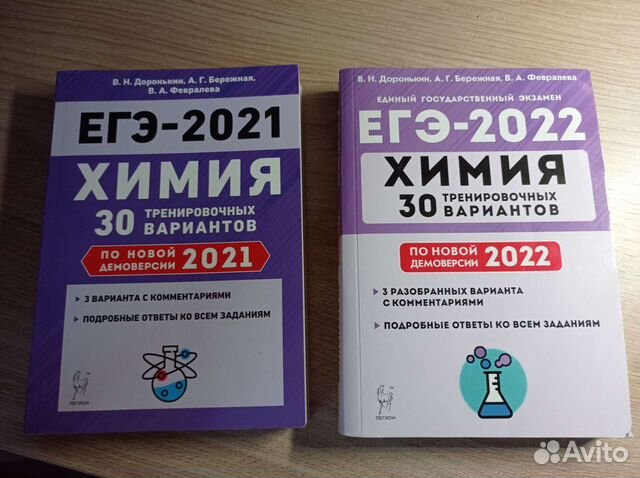 В. Н. Доронькин, А. Г. Бережная,
В. А. Февралева
ЕГЭ-2021
ХИМИЯ
30 ТРЕНИРОВОЧНЫХ
ВАРИАНТОВ
ПО НОВОЙ
ДЕМОВЕРСИИ 2021
3 ВАРИАНТА С КОММЕНТАРИЯМИ
ПОДРОБНЫЕ ОТВЕТЫ КО ВСЕМ ЗАДАНИЯМ
ЛЕГИОН
В. Н. Доронькин, А. Г. Бережная, В. А. Февралева
ЕДИНЫЙ ГОСУДАРСТВЕННЫЙ ЭКЗАМЕН
ЕГЭ-2022
ХИМИЯ
30 ТРЕНИРОВОЧНЫХ
ВАРИАНТОВ
ПО НОВОЙ
ДЕМОВЕРСИИ 2022
3 РАЗОБРАННЫХ ВАРИАНТА
С КОММЕНТАРИЯМИ
ПОДРОБНЫЕ ОТВЕТЫ КО ВСЕМ ЗАДАНИЯМ
ЛЕГИОН
Avito